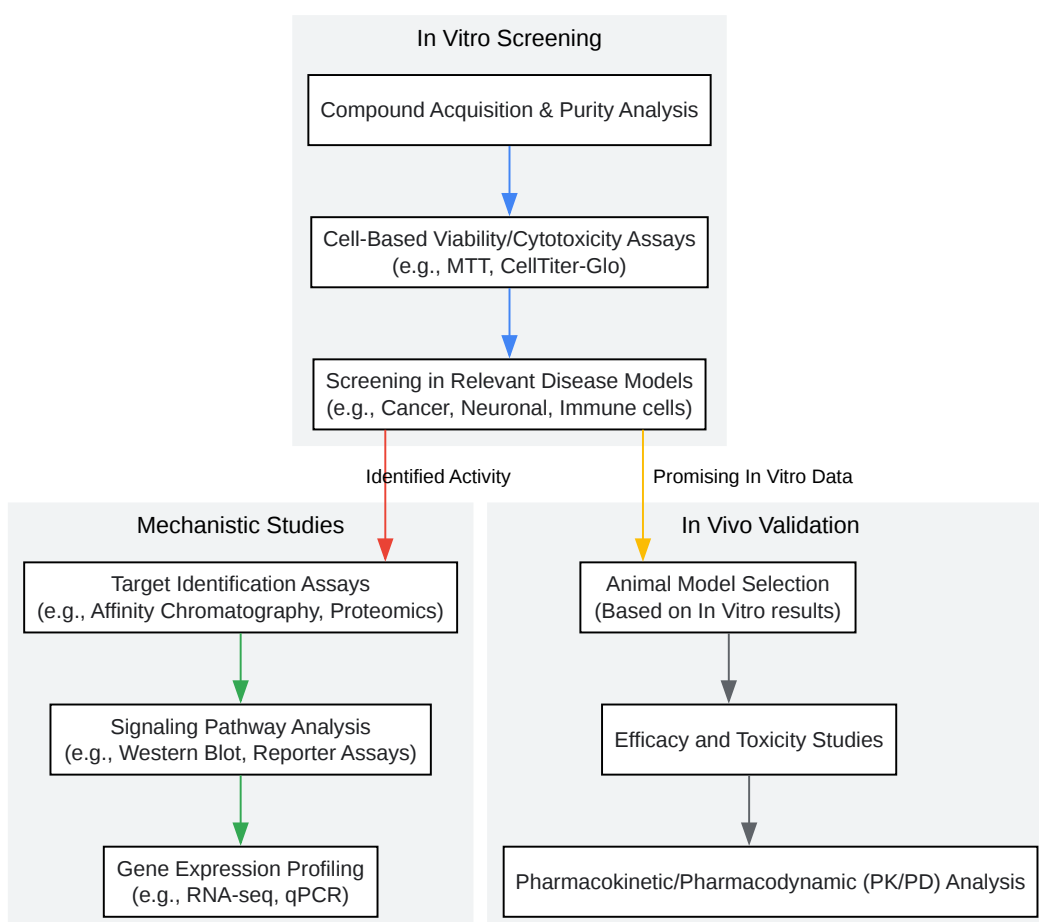 In Vitro Screening
Compound Acquisition & Purity Analysis
Cell-Based Viability/Cytotoxicity Assays
(e.g., MTT, CellTiter-Glo)
Screening in Relevant Disease Models
(e.g., Cancer, Neuronal, Immune cells)
Identified Activity
Promising In Vitro Data
Mechanistic Studies
Target Identification Assays
(e.g., Affinity Chromatography, Proteomics)
Signaling Pathway Analysis
(e.g., Western Blot, Reporter Assays)
Gene Expression Profiling
(e.g., RNA-seq, qPCR)
In Vivo Validation
Animal Model Selection
(Based on In Vitro results)
Efficacy and Toxicity Studies
Pharmacokinetic/Pharmacodynamic (PK/PD) Analysis